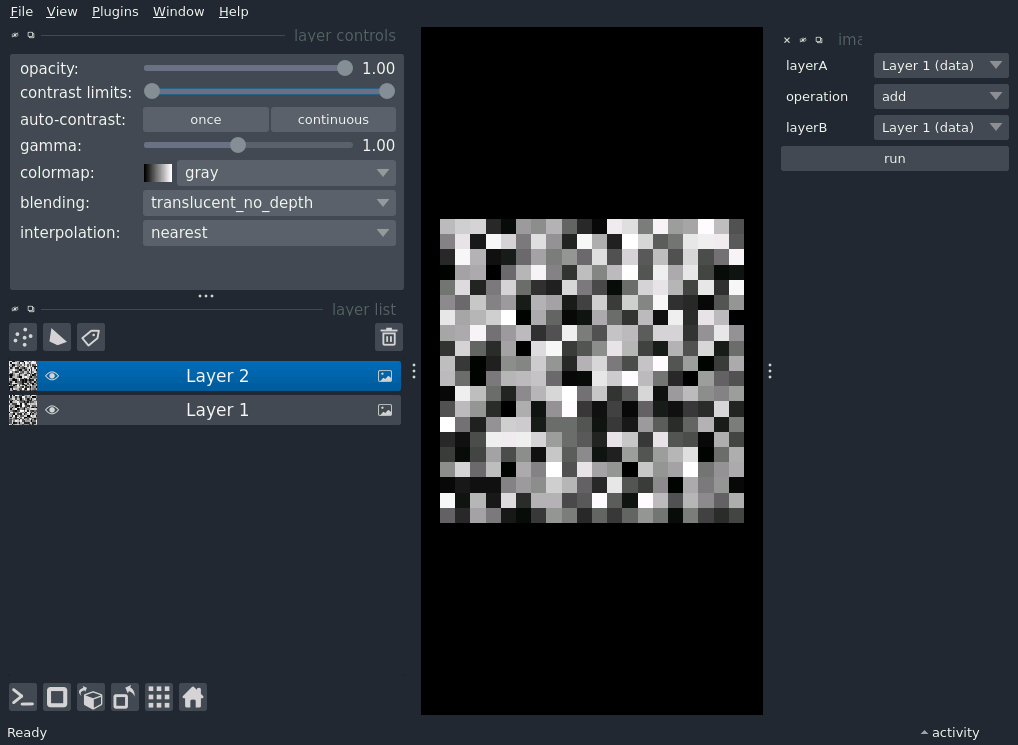 File View Plugins Window Help
layer controls
opacity: 1.00
contrast limits:
auto-contrast: once continuous
gamma: 1.00
colormap: gray
blending: translucent_no_depth
interpolation: nearest
layer list
Layer 2
Layer 1
ima
layerA Layer 1 (data)
operation add
layerB Layer 1 (data)
run
Ready
activity